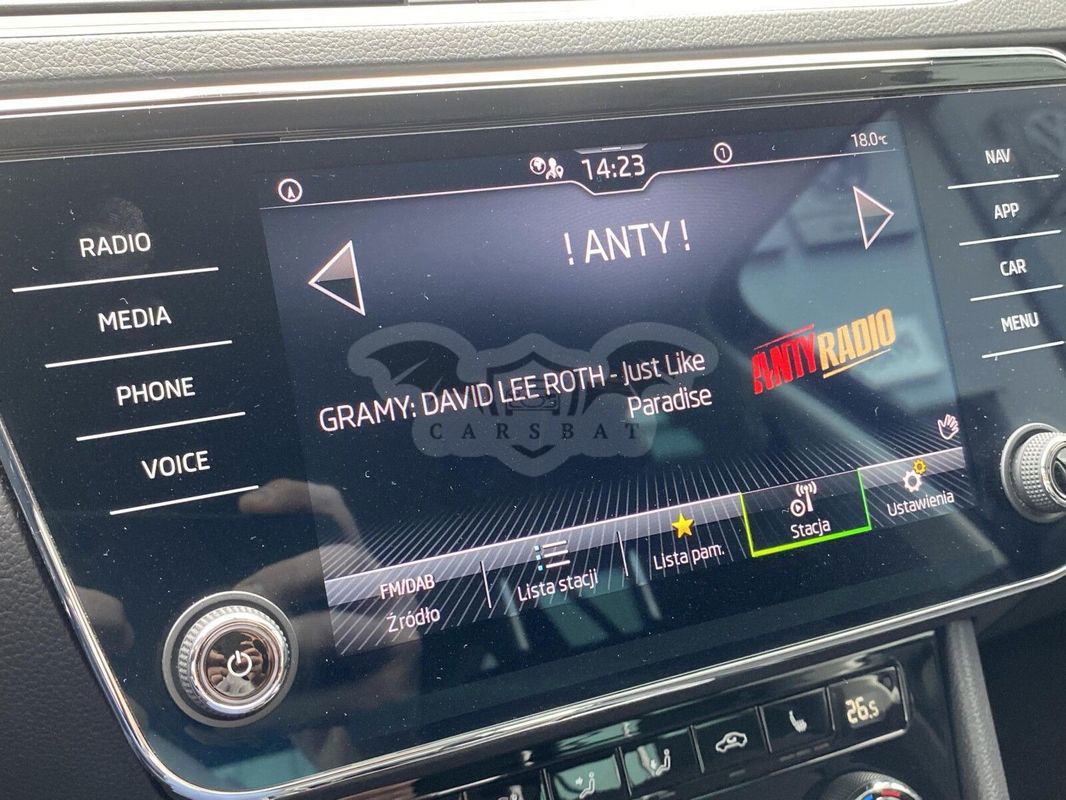 14:23
1
18.0°C
RADIO
MEDIA
PHONE
VOICE
NAV
APP
CAR
MENU
! ANTY !
ANTYRADIO
GRAMY: DAVID LEE ROTH - Just Like
Paradise
CARSBAT
FM/DAB
Źródło
Lista stacji
Lista pam.
Stacja
Ustawienia
26.5